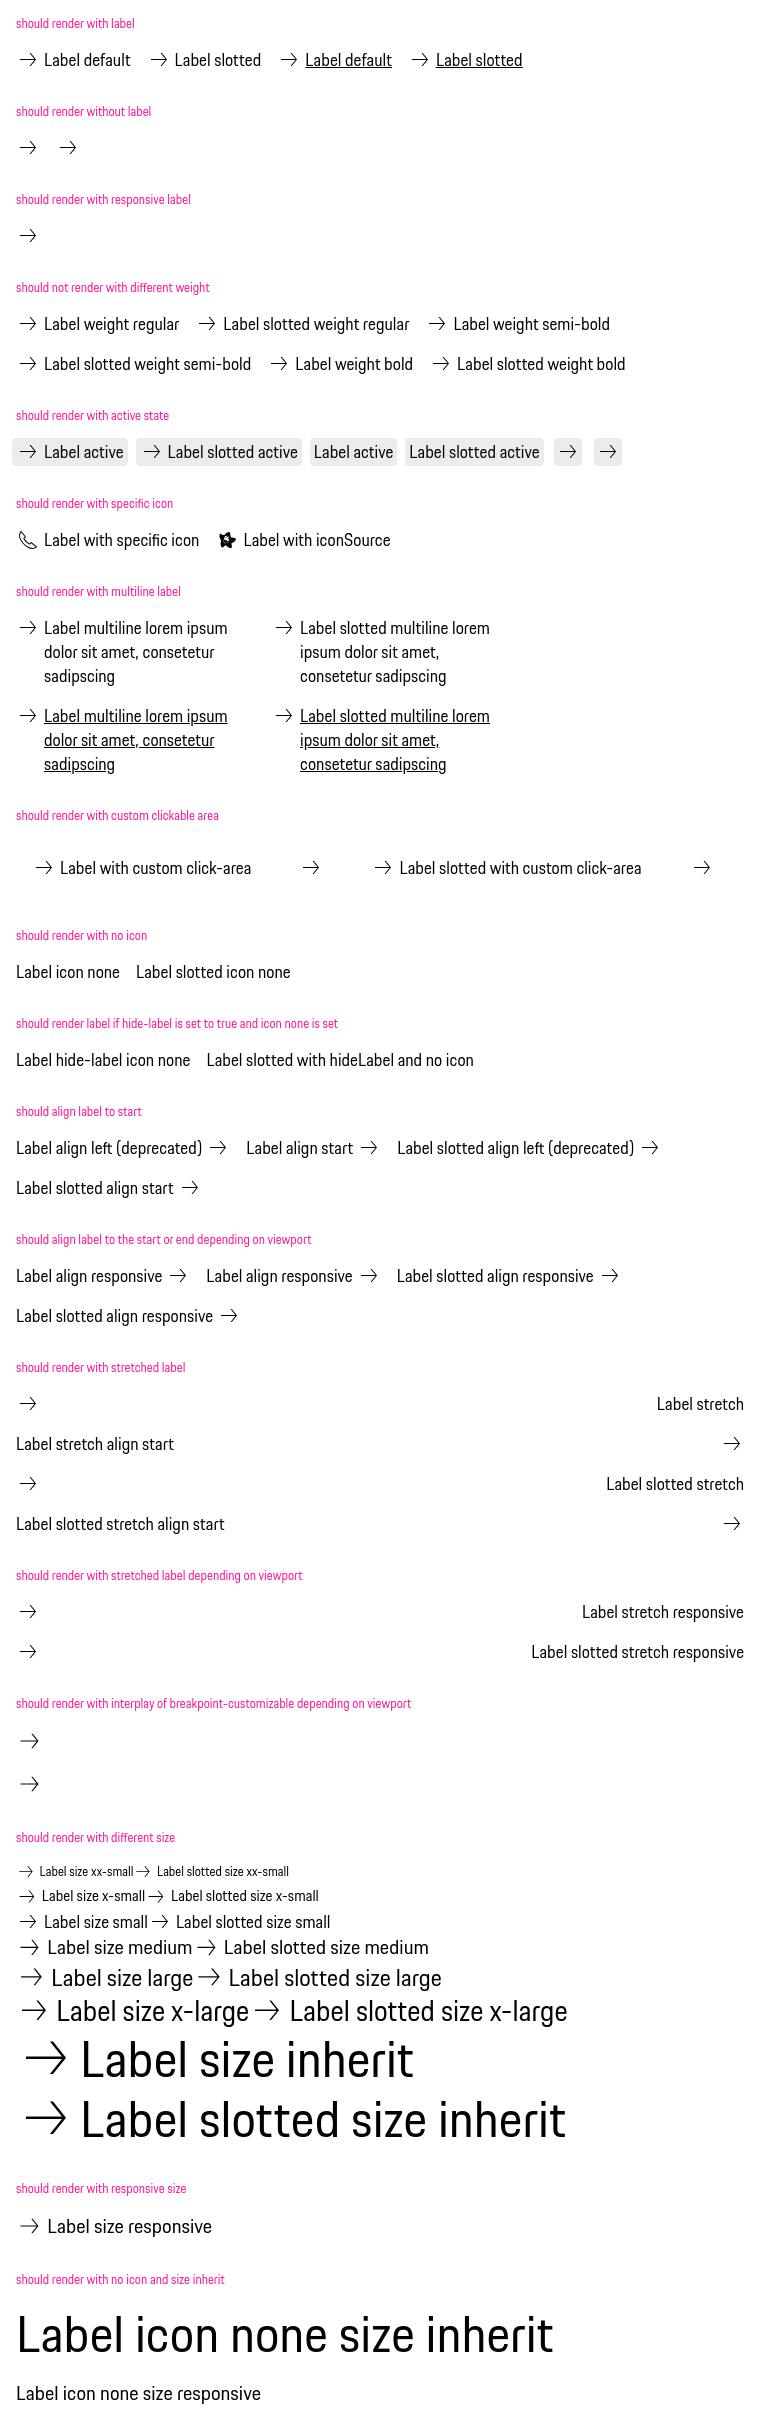 should render with label
Label default Label slotted Label default Label slotted
should render without label
should render with responsive label
should not render with different weight
Label weight regular Label slotted weight regular Label weight semi-bold
Label slotted weight semi-bold Label weight bold Label slotted weight bold
should render with active state
Label active Label slotted active Label active Label slotted active
should render with specific icon
Label with specific icon Label with iconSource
should render with multiline label
Label multiline lorem ipsum
dolor sit amet, consetetur
sadipscing
Label slotted multiline lorem
ipsum dolor sit amet,
consetetur sadipscing
Label multiline lorem ipsum
dolor sit amet, consetetur
sadipscing
Label slotted multiline lorem
ipsum dolor sit amet,
consetetur sadipscing
should render with custom clickable area
Label with custom click-area Label slotted with custom click-area
should render with no icon
Label icon none Label slotted icon none
should render label if hide-label is set to true and icon none is set
Label hide-label icon none Label slotted with hideLabel and no icon
should align label to start
Label align left (deprecated) Label align start Label slotted align left (deprecated)
Label slotted align start
should align label to the start or end depending on viewport
Label align responsive Label align responsive Label slotted align responsive
Label slotted align responsive
should render with stretched label
Label stretch
Label stretch align start
Label slotted stretch
Label slotted stretch align start
should render with stretched label depending on viewport
Label stretch responsive
Label slotted stretch responsive
should render with interplay of breakpoint-customizable depending on viewport
should render with different size
Label size xx-small Label slotted size xx-small
Label size x-small Label slotted size x-small
Label size small Label slotted size small
Label size medium Label slotted size medium
Label size large Label slotted size large
Label size x-large Label slotted size x-large
Label size inherit
Label slotted size inherit
should render with responsive size
Label size responsive
should render with no icon and size inherit
Label icon none size inherit
Label icon none size responsive